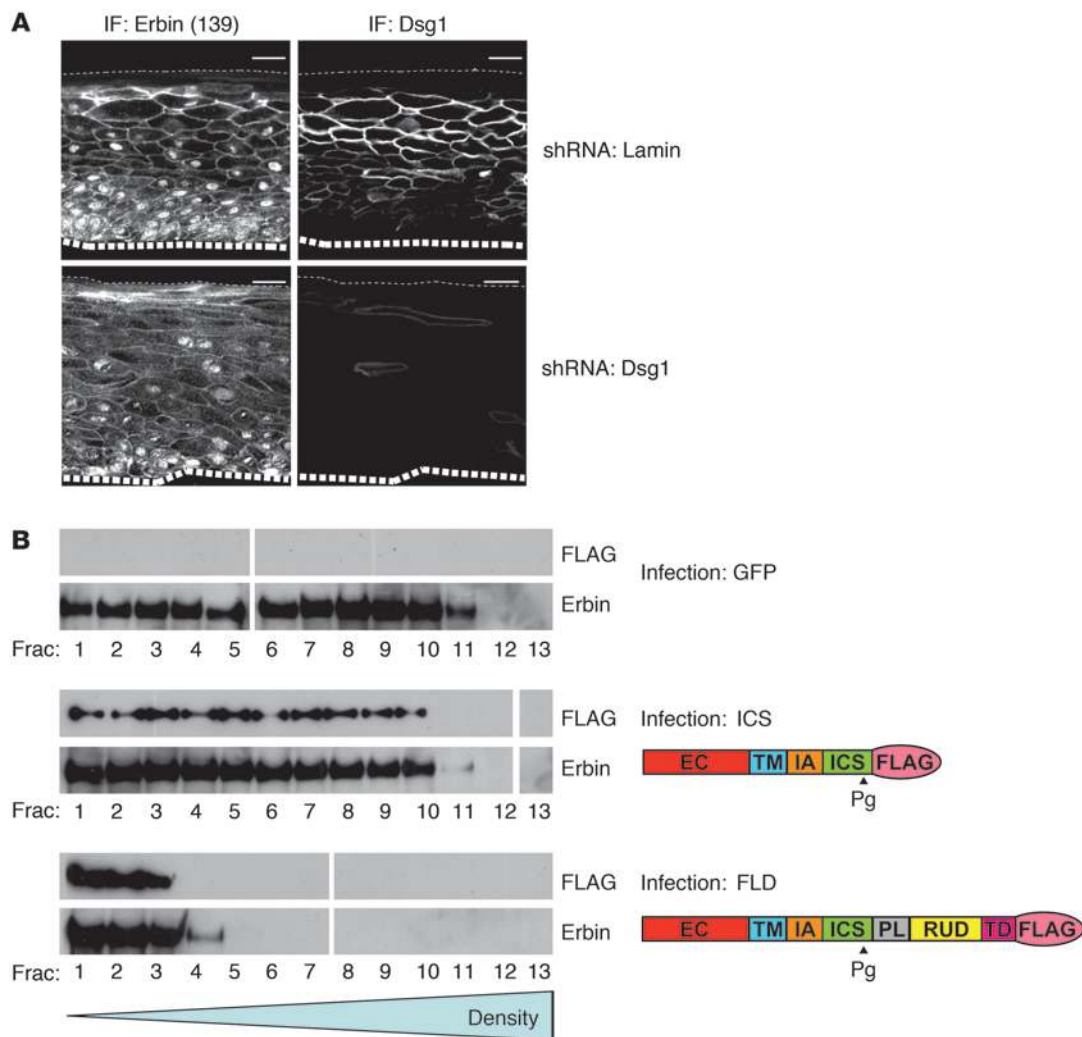 A
IF: Erbin (139) IF: Dsg1
shRNA: Lamin
shRNA: Dsg1
B
FLAG Infection: GFP
Erbin
Frac: 1 2 3 4 5 6 7 8 9 10 11 12 13
FLAG Infection: ICS
Erbin EC TM IA ICS FLAG
Frac: 1 2 3 4 5 6 7 8 9 10 11 12 13 Pg
FLAG Infection: FLD
Erbin EC TM IA ICS PL RUD TD FLAG
Frac: 1 2 3 4 5 6 7 8 9 10 11 12 13 Pg
Density